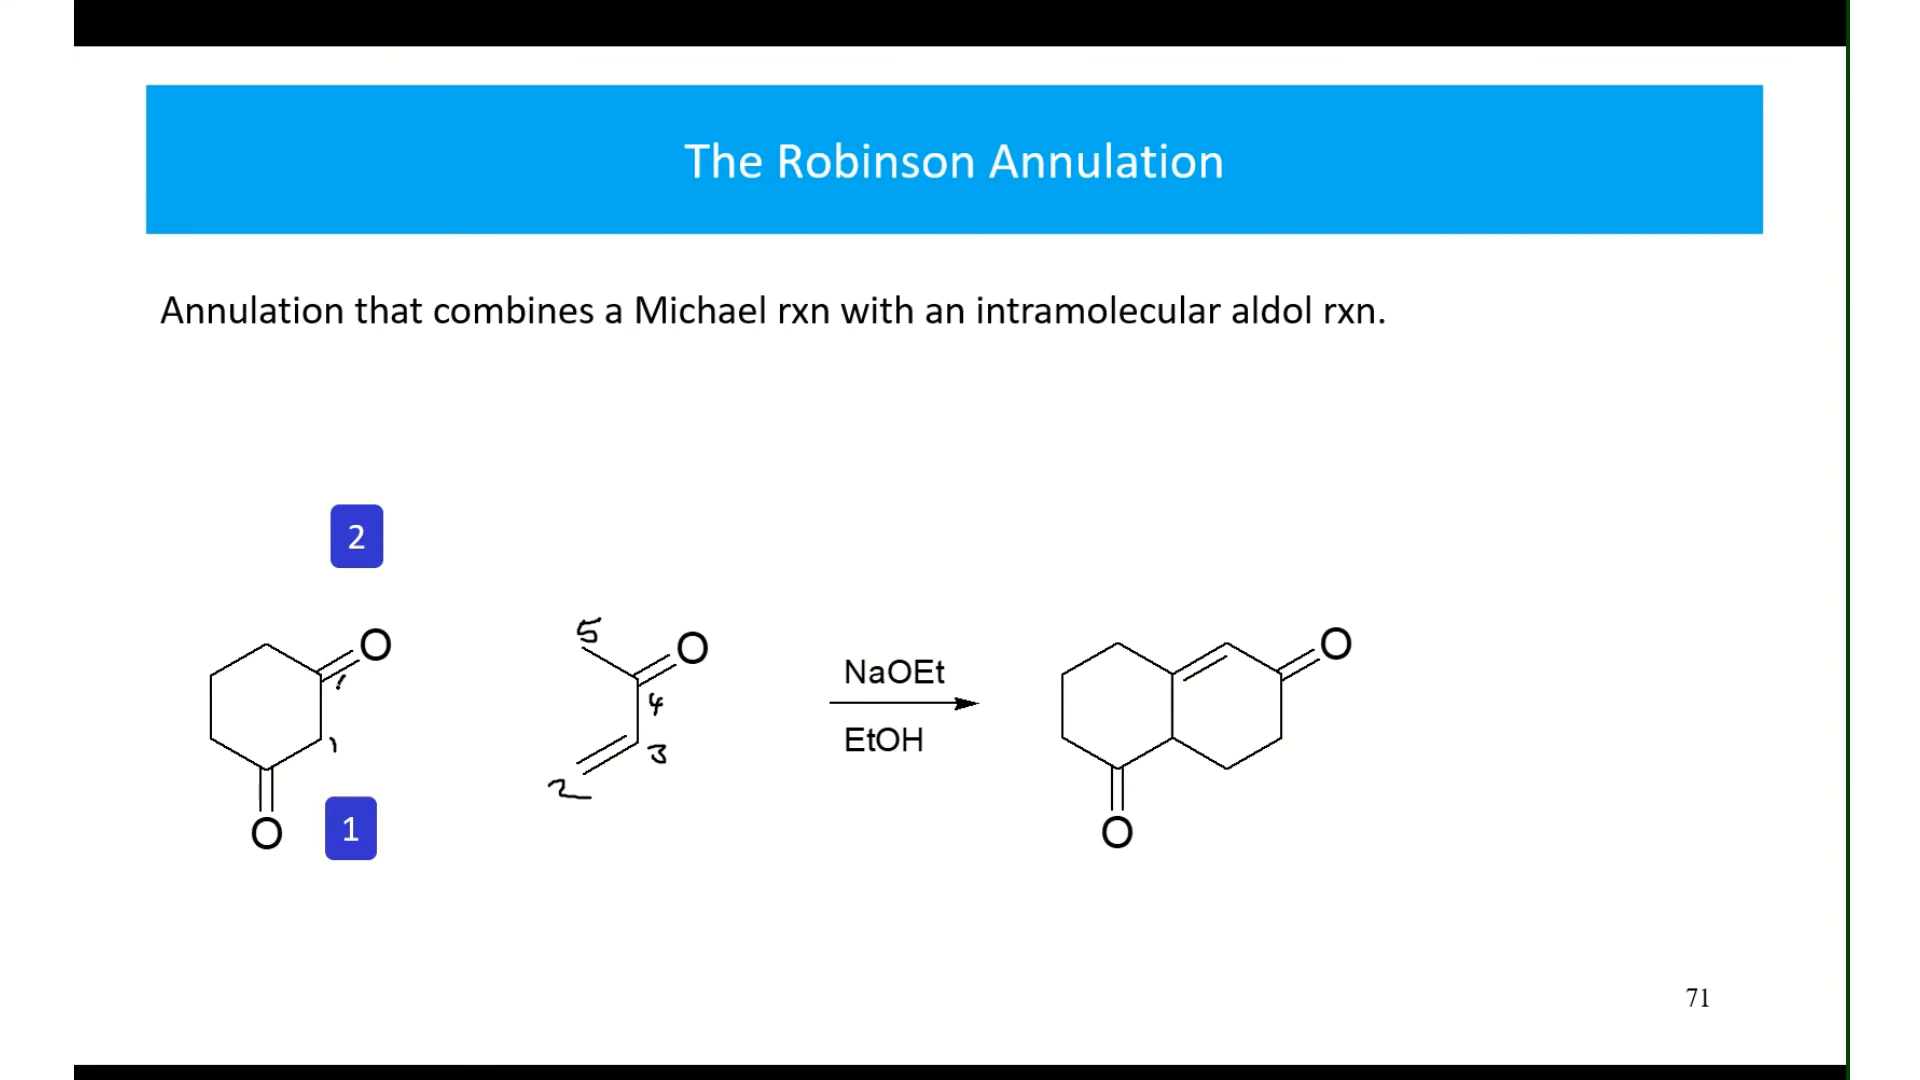 The Robinson Annulation
Annulation that combines a Michael rxn with an intramolecular aldol rxn.
2
O
5
O
O
NaOEt
4
1
3
EtOH
2
O
1
O
71